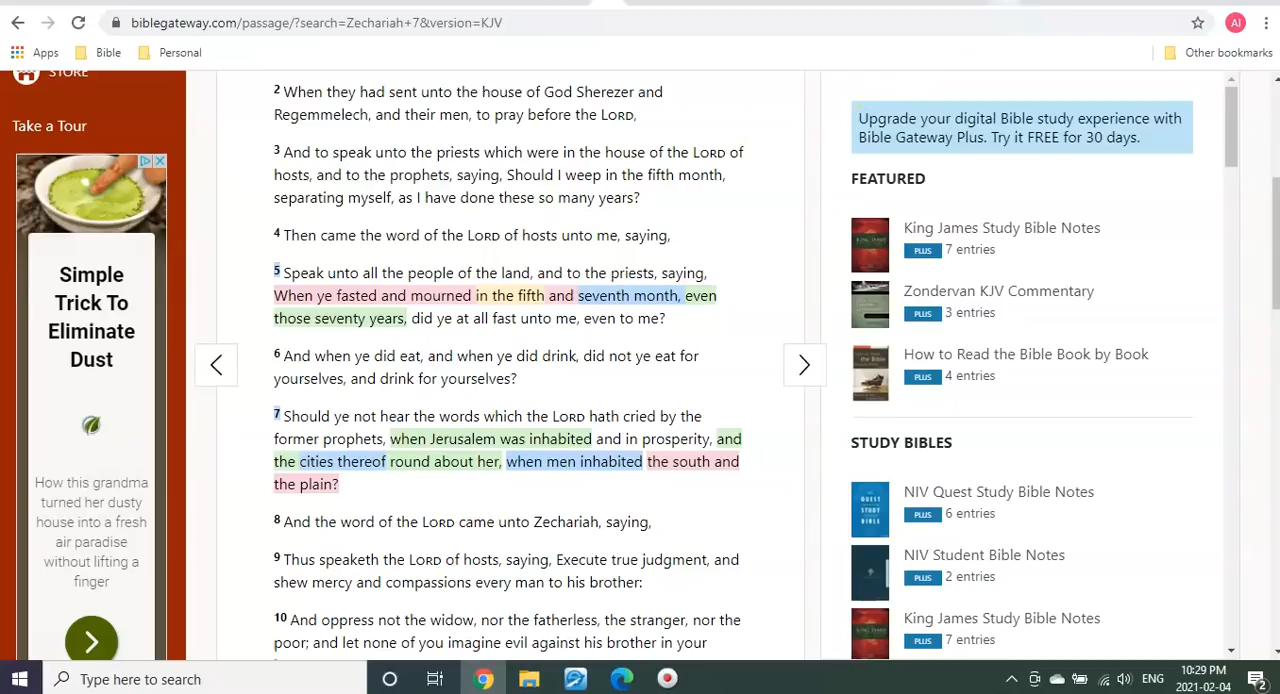 biblegateway.com/passage/?search=Zechariah+7&version=KJV
AI
Apps
Bible
Personal
Other bookmarks
STORE
Take a Tour
Simple
Trick To
Eliminate
Dust
How this grandma
turned her dusty
house into a fresh
air paradise
without lifting a
finger
2 When they had sent unto the house of God Sherezer and
Regemmelech, and their men, to pray before the LORD,
3 And to speak unto the priests which were in the house of the LORD of
hosts, and to the prophets, saying, Should I weep in the fifth month,
separating myself, as I have done these so many years?
4 Then came the word of the LORD of hosts unto me, saying,
5 Speak unto all the people of the land, and to the priests, saying,
When ye fasted and mourned in the fifth and seventh month, even
those seventy years, did ye at all fast unto me, even to me?
6 And when ye did eat, and when ye did drink, did not ye eat for
yourselves, and drink for yourselves?
7 Should ye not hear the words which the LORD hath cried by the
former prophets, when Jerusalem was inhabited and in prosperity, and
the cities thereof round about her, when men inhabited the south and
the plain?
8 And the word of the LORD came unto Zechariah, saying,
9 Thus speaketh the LORD of hosts, saying, Execute true judgment, and
shew mercy and compassions every man to his brother:
10 And oppress not the widow, nor the fatherless, the stranger, nor the
poor; and let none of you imagine evil against his brother in your
Upgrade your digital Bible study experience with
Bible Gateway Plus. Try it FREE for 30 days.
FEATURED
King James Study Bible Notes
PLUS 7 entries
Zondervan KJV Commentary
PLUS 3 entries
How to Read the Bible Book by Book
PLUS 4 entries
STUDY BIBLES
NIV Quest Study Bible Notes
PLUS 6 entries
NIV Student Bible Notes
PLUS 2 entries
King James Study Bible Notes
PLUS 7 entries
Type here to search
ENG
10:29 PM
2021-02-04
2